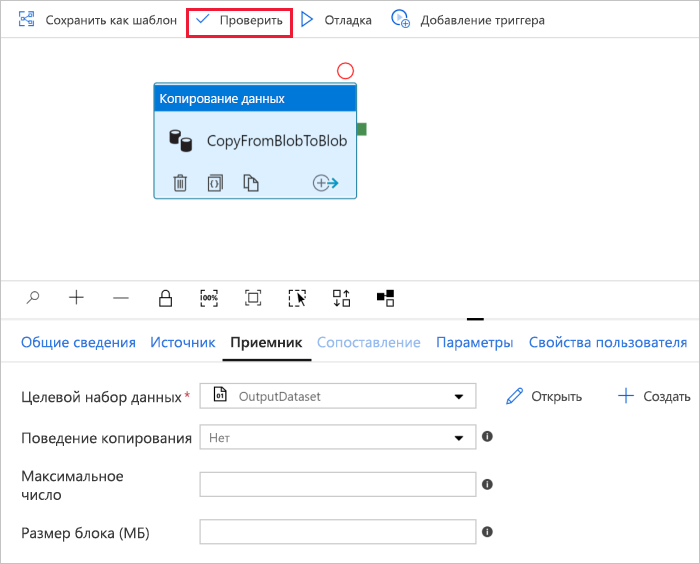 Сохранить как шаблон Проверить Отладка Добавление триггера
Копирование данных
CopyFromBlobToBlob
100%
Общие сведения Источник Приемник Сопоставление Параметры Свойства пользователя
Целевой набор данных * 01 OutputDataset Открыть Создать
Поведение копирования Нет
Максимальное
число
Размер блока (МБ)